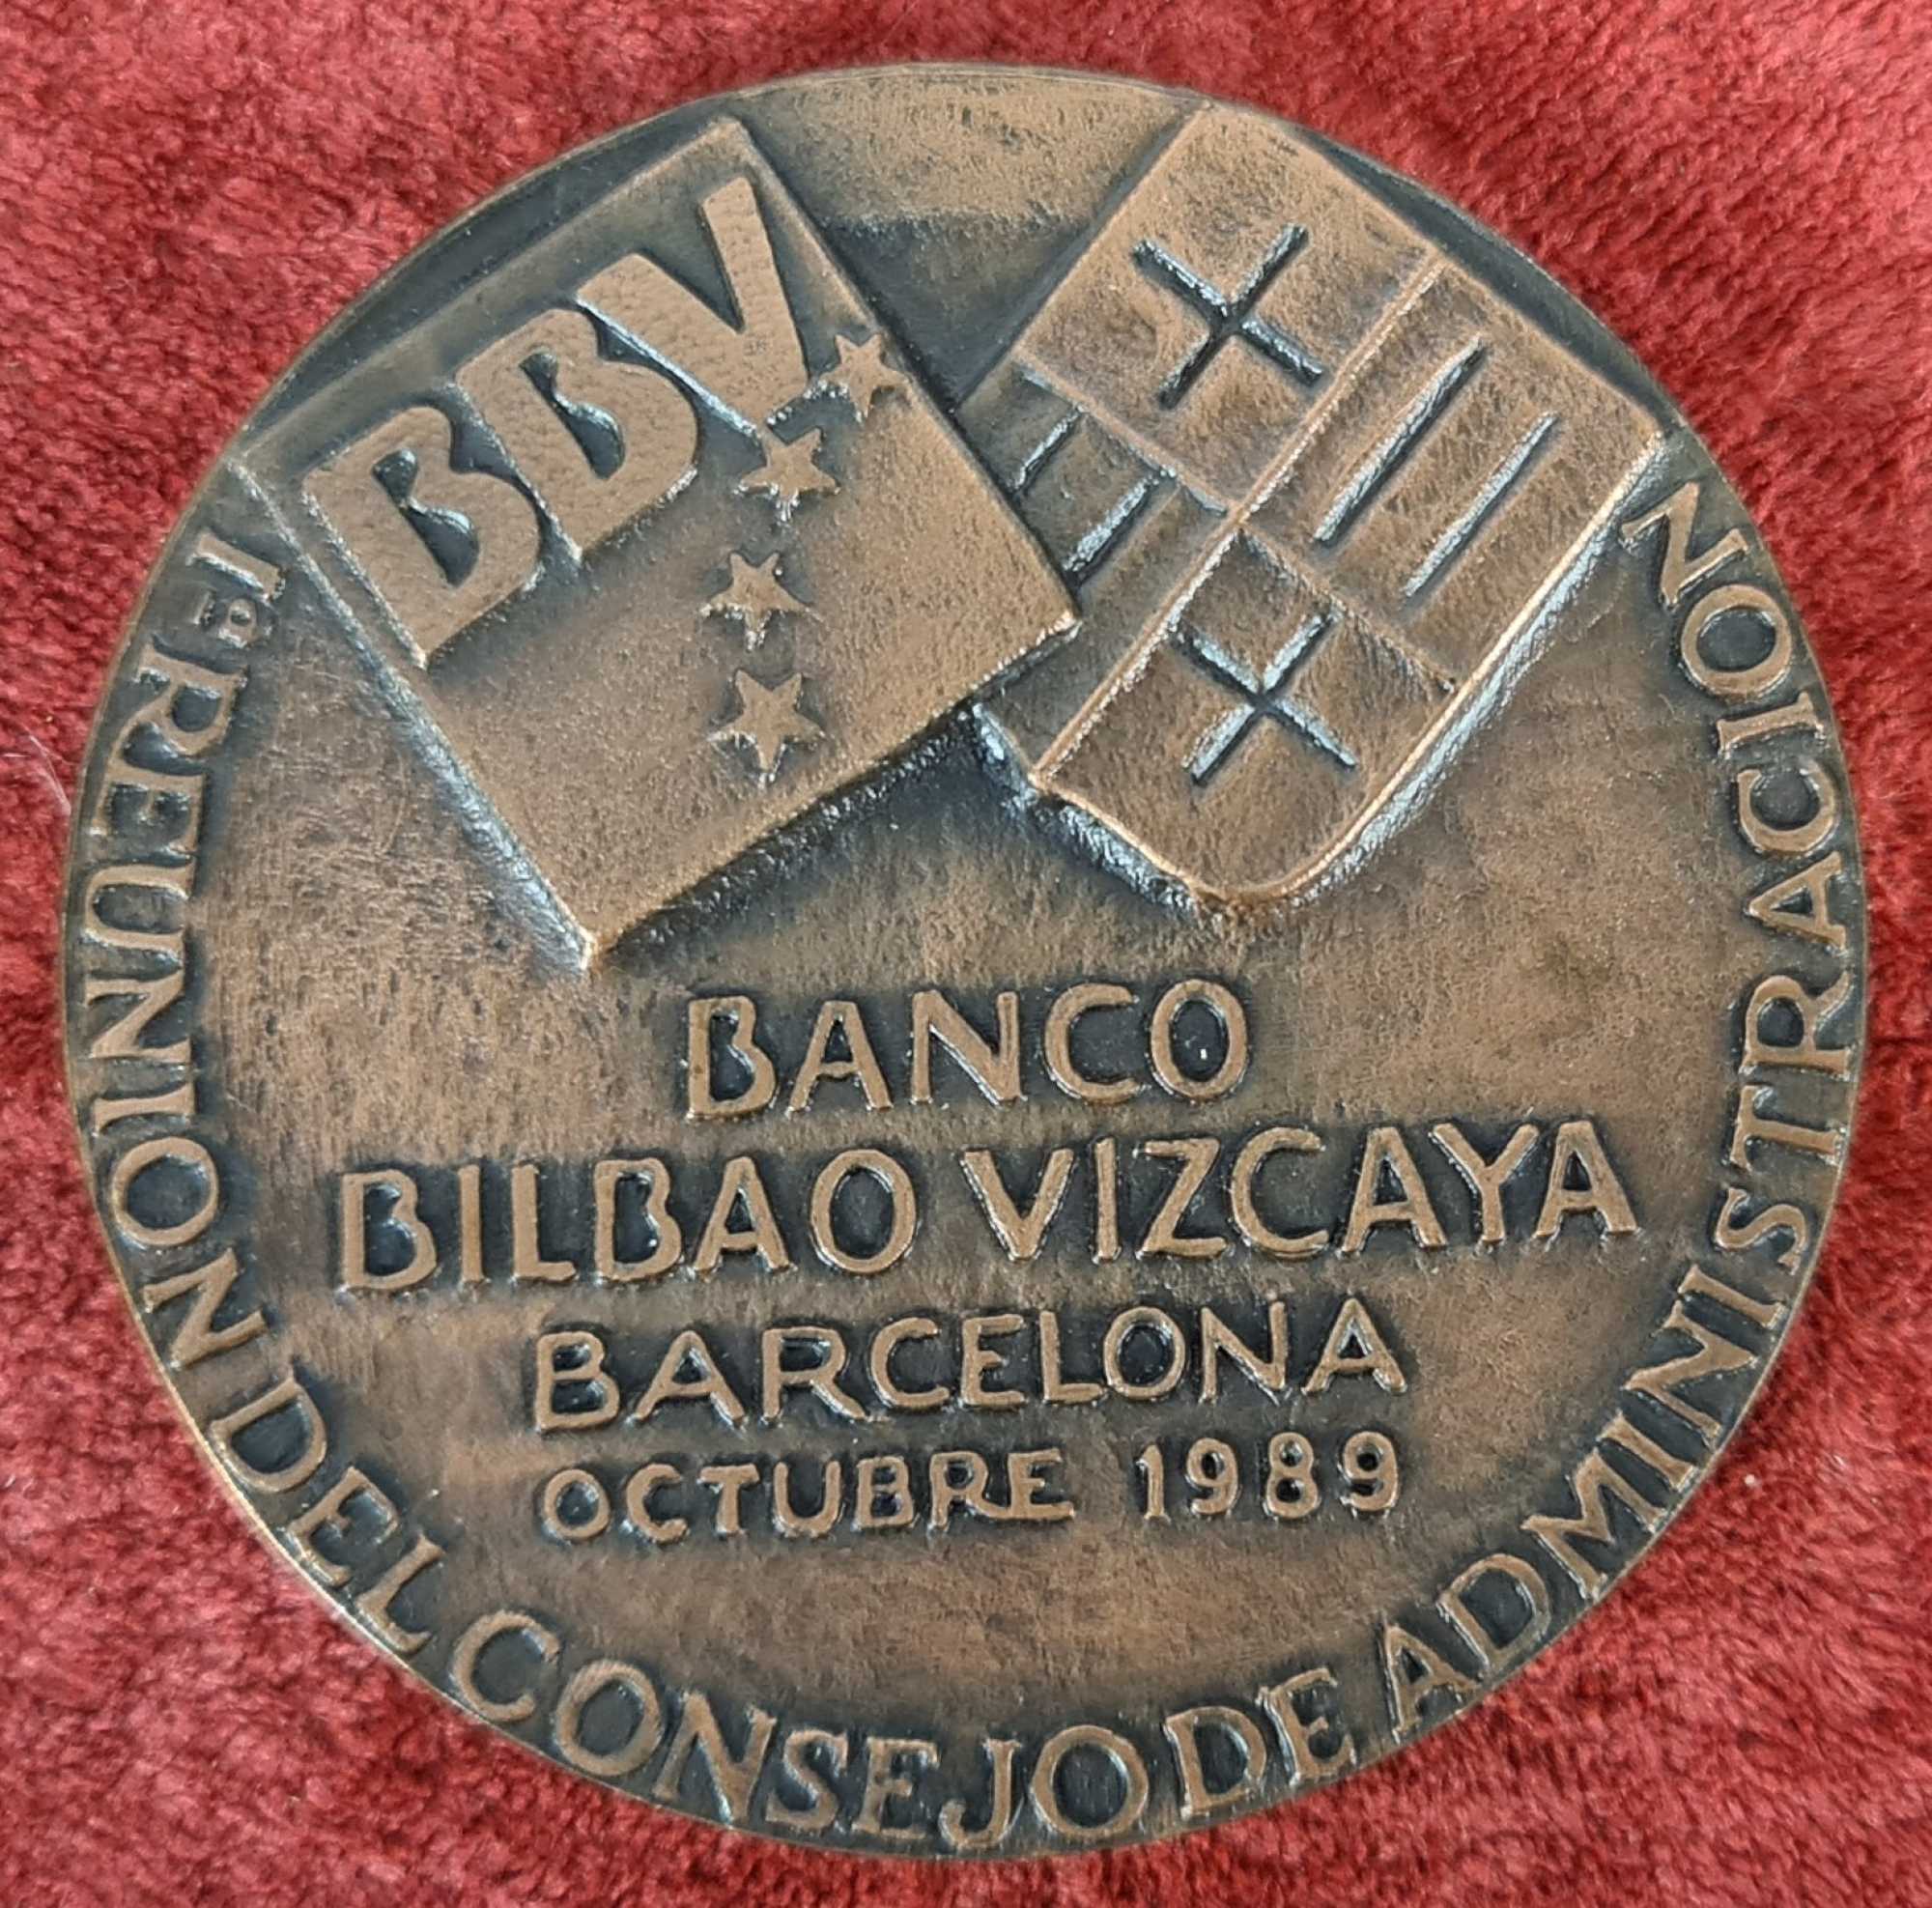 BBV
BANCO
BILBAO VIZCAYA
BARCELONA
OCTUBRE 1989
1ª REUNION DEL CONSEJO DE ADMINISTRACION